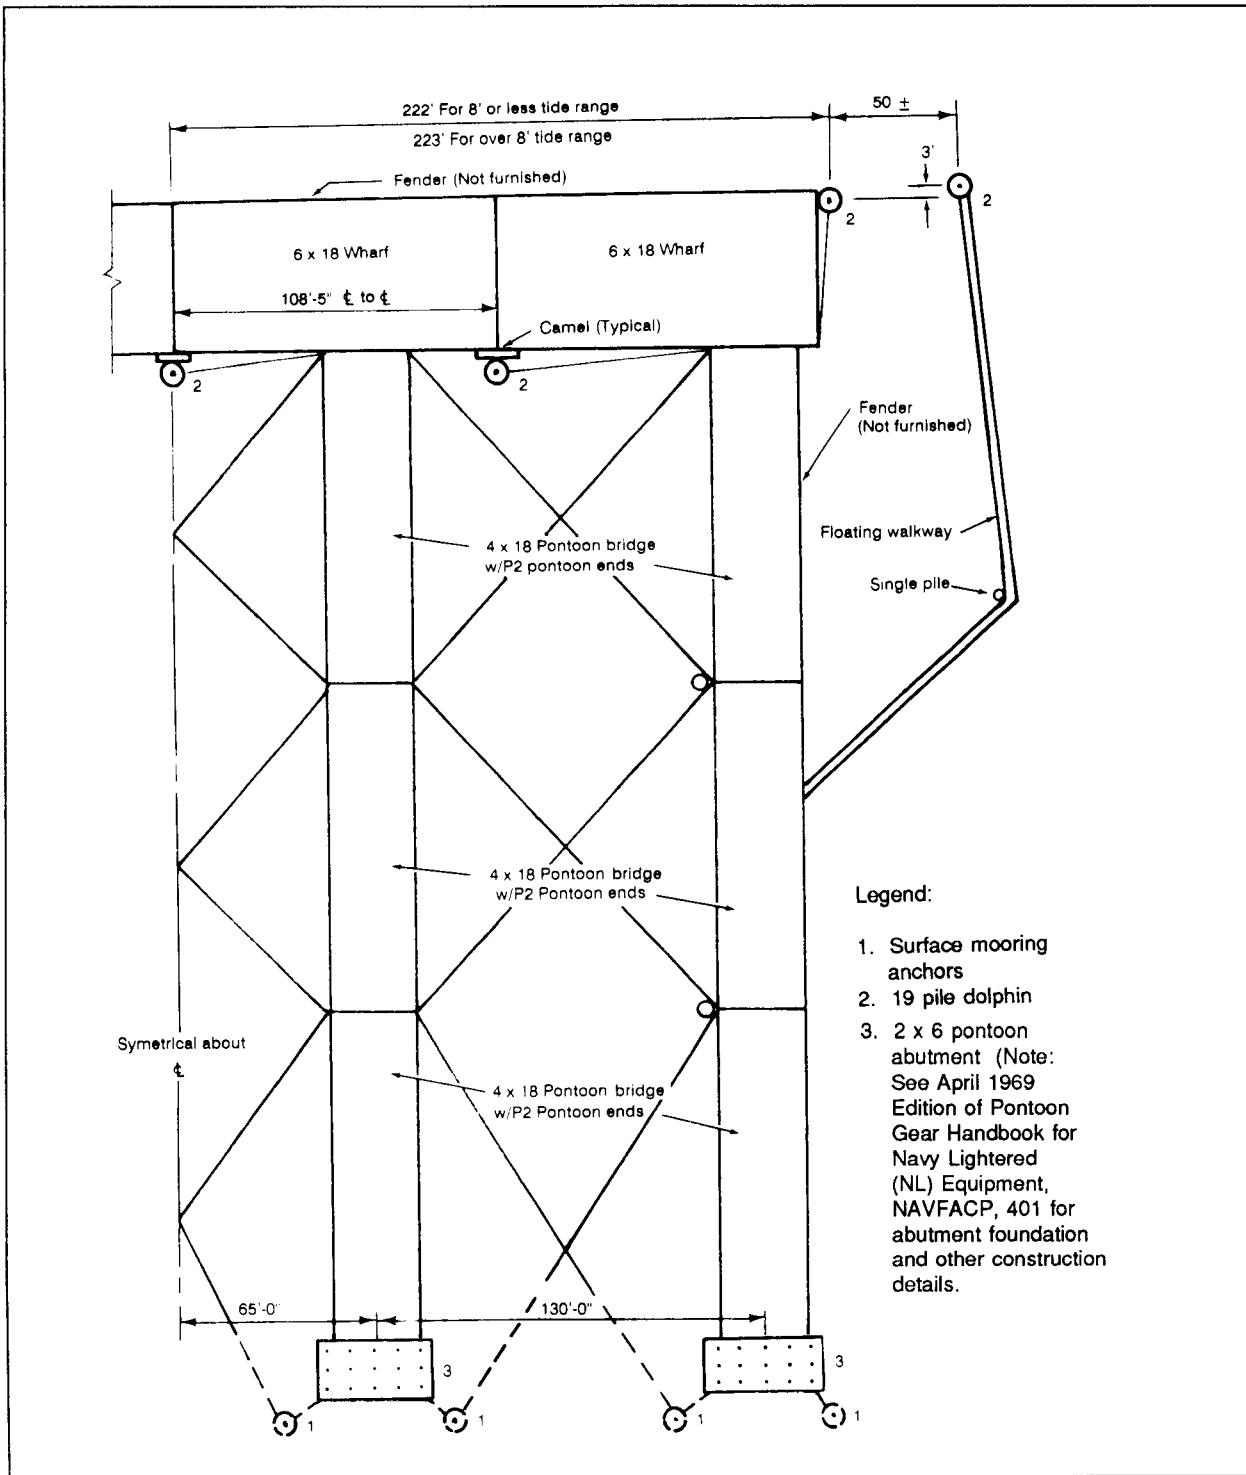 222' For 8' or less tide range
50 ±
223' For over 8' tide range
3'
Fender (Not furnished)
2
2
6 x 18 Wharf
6 x 18 Wharf
108'-5" ℄ to ℄
Camel (Typical)
2
2
Fender
(Not furnished)
Floating walkway
4 x 18 Pontoon bridge
w/P2 pontoon ends
Single pile
4 x 18 Pontoon bridge
w/P2 Pontoon ends
Legend:
1. Surface mooring
anchors
2. 19 pile dolphin
3. 2 x 6 pontoon
abutment (Note:
See April 1969
Edition of Pontoon
Gear Handbook for
Navy Lightered
(NL) Equipment,
NAVFACP, 401 for
abutment foundation
and other construction
details.
Symetrical about
℄
4 x 18 Pontoon bridge
w/P2 Pontoon ends
65'-0"
130'-0"
3
3
1
1
1
1